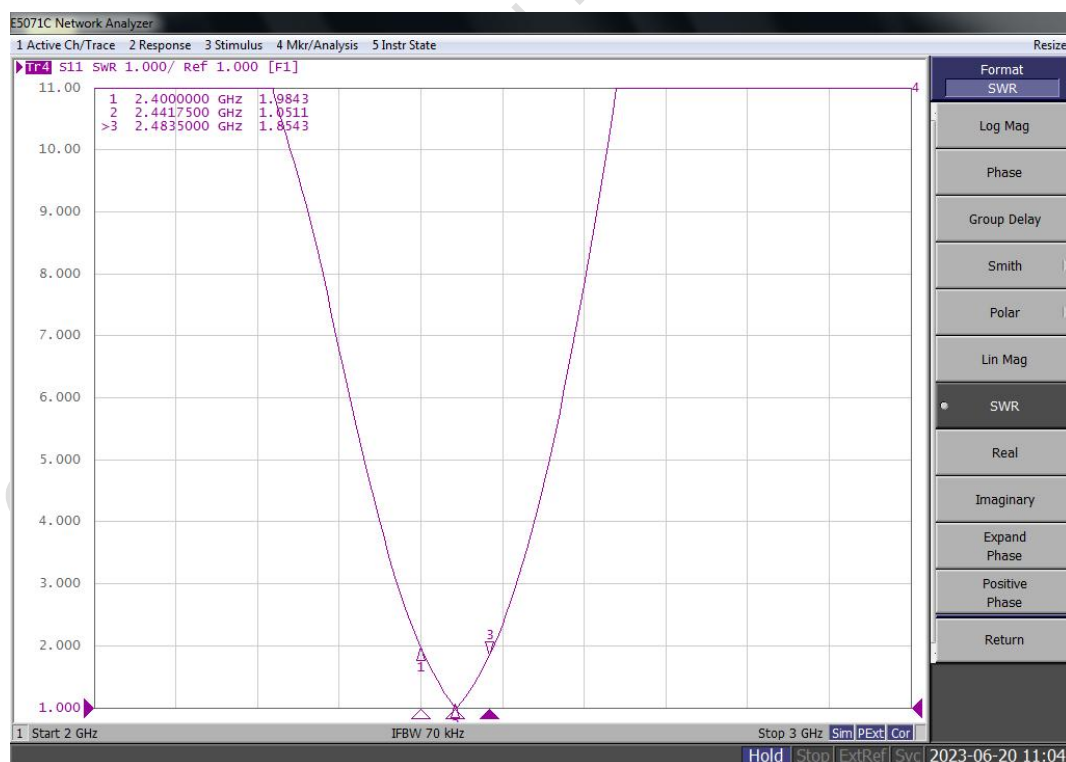 E5071C Network Analyzer
1 Active Ch/Trace 2 Response 3 Stimulus 4 Mkr/Analysis 5 Instr State Resize
Tr4 S11 SWR 1.000/ Ref 1.000 [F1]
1 2.4000000 GHz 1.9843
2 2.4417500 GHz 1.0511
>3 2.4835000 GHz 1.8543
11.00
10.00
9.000
8.000
7.000
6.000
5.000
4.000
3.000
2.000
1.000
4
1
3
1 Start 2 GHz IFBW 70 kHz Stop 3 GHz Sim PExt Cor
Format
SWR
Log Mag
Phase
Group Delay
Smith
Polar
Lin Mag
SWR
Real
Imaginary
Expand
Phase
Positive
Phase
Return
Hold Stop ExtRef Svc 2023-06-20 11:04